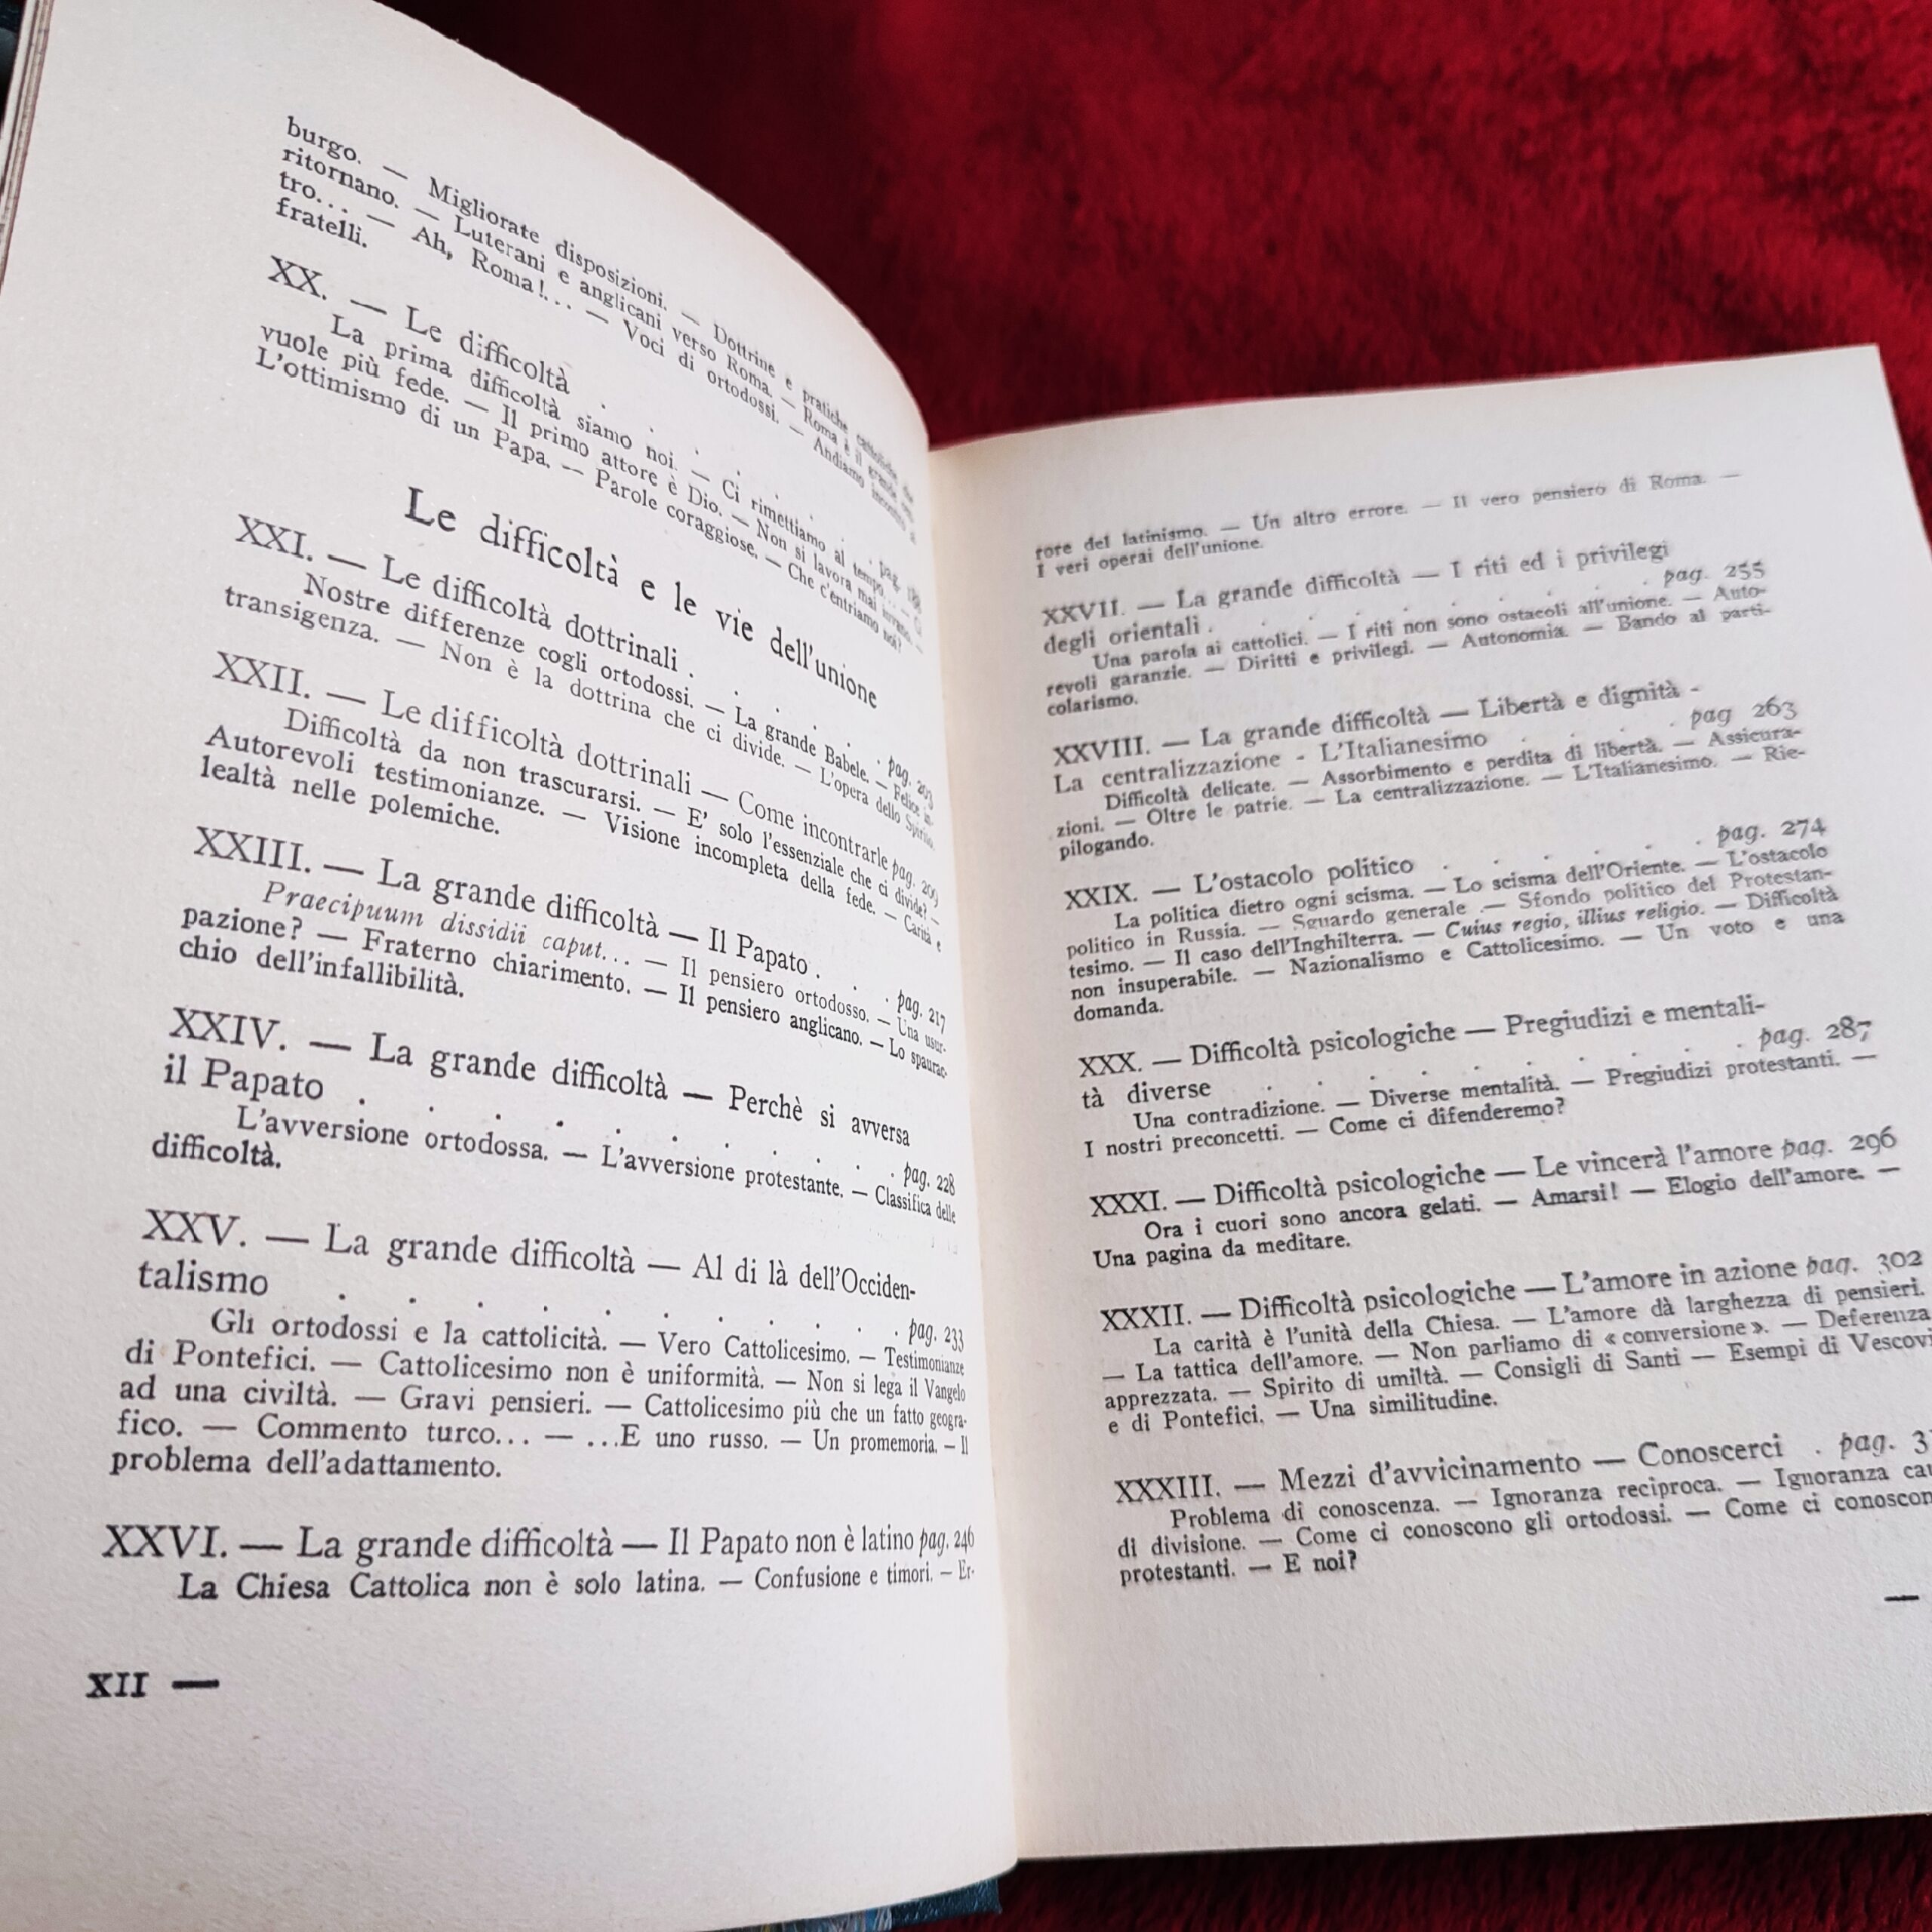 burgo. — Migliorate disposizioni. — Dottrine e pratiche cattoliche che
ritornano. — Luterani e anglicani verso Roma. — Roma è il grande cen-
tro... — Ah, Roma!... — Voci di ortodossi. — Andiamo incontro ai
fratelli.
XX. — Le difficoltà . . . . . . pag. 188
La prima difficoltà siamo noi. — Ci rimettiamo al tempo... — Ci
vuole più fede. — Il primo attore è Dio. — Non si lavora mai invano. —
L'ottimismo di un Papa. — Parole coraggiose. — Che c'entriamo noi?
Le difficoltà e le vie dell'unione
XXI. — Le difficoltà dottrinali . . . . . pag. 203
Nostre differenze cogli ortodossi. — La grande Babele. — Felice in-
transigenza. — Non è la dottrina che ci divide. — L'opera dello Spirito.
XXII. — Le difficoltà dottrinali — Come incontrarle pag. 209
Difficoltà da non trascurarsi. — E' solo l'essenziale che ci divide? —
Autorevoli testimonianze. — Visione incompleta della fede. — Carità e
lealtà nelle polemiche.
XXIII. — La grande difficoltà — Il Papato . . . pag. 217
Praecipuum dissidii caput... — Il pensiero ortodosso. — Una usur-
pazione? — Fraterno chiarimento. — Il pensiero anglicano. — Lo spaurac-
chio dell'infallibilità.
XXIV. — La grande difficoltà — Perchè si avversa
il Papato . . . . . . . . . . pag. 228
L'avversione ortodossa. — L'avversione protestante. — Classifica delle
difficoltà.
XXV. — La grande difficoltà — Al di là dell'Occiden-
talismo . . . . . . . . . . pag. 233
Gli ortodossi e la cattolicità. — Vero Cattolicesimo. — Testimonianze
di Pontefici. — Cattolicesimo non è uniformità. — Non si lega il Vangelo
ad una civiltà. — Gravi pensieri. — Cattolicesimo più che un fatto geogra-
fico. — Commento turco... — ...E uno russo. — Un promemoria. — Il
problema dell'adattamento.
XXVI. — La grande difficoltà — Il Papato non è latino pag. 246
La Chiesa Cattolica non è solo latina. — Confusione e timori. — Er-
XII —
rore del latinismo. — Un altro errore. — Il vero pensiero di Roma. —
I veri operai dell'unione.
XXVII. — La grande difficoltà — I riti ed i privilegi
degli orientali . . . . . . . . pag. 255
Una parola ai cattolici. — I riti non sono ostacoli all'unione. — Auto-
revoli garanzie. — Diritti e privilegi. — Autonomia. — Bando al parti-
colarismo.
XXVIII. — La grande difficoltà — Libertà e dignità -
La centralizzazione - L'Italianesimo . . . . pag 263
Difficoltà delicate. — Assorbimento e perdita di libertà. — Assicura-
zioni. — Oltre le patrie. — La centralizzazione. — L'Italianesimo. — Rie-
pilogando.
XXIX. — L'ostacolo politico . . . . . . pag. 274
La politica dietro ogni scisma. — Lo scisma dell'Oriente. — L'ostacolo
politico in Russia. — Sguardo generale — Sfondo politico del Protestan-
tesimo. — Il caso dell'Inghilterra. — Cuius regio, illius religio. — Difficoltà
non insuperabile. — Nazionalismo e Cattolicesimo. — Un voto e una
domanda.
XXX. — Difficoltà psicologiche — Pregiudizi e mentali-
tà diverse . . . . . . . . . pag. 287
Una contradizione. — Diverse mentalità. — Pregiudizi protestanti. —
I nostri preconcetti. — Come ci difenderemo?
XXXI. — Difficoltà psicologiche — Le vincerà l'amore pag. 296
Ora i cuori sono ancora gelati. — Amarsi! — Elogio dell'amore. —
Una pagina da meditare.
XXXII. — Difficoltà psicologiche — L'amore in azione pag. 302
La carità è l'unità della Chiesa. — L'amore dà larghezza di pensieri.
— La tattica dell'amore. — Non parliamo di « conversione ». — Deferenza
apprezzata. — Spirito di umiltà. — Consigli di Santi — Esempi di Vescovi
e di Pontefici. — Una similitudine.
XXXIII. — Mezzi d'avvicinamento — Conoscerci . pag. 3
Problema di conoscenza. — Ignoranza reciproca. — Ignoranza cau
di divisione. — Come ci conoscono gli ortodossi. — Come ci conoscon
protestanti. — E noi?
—